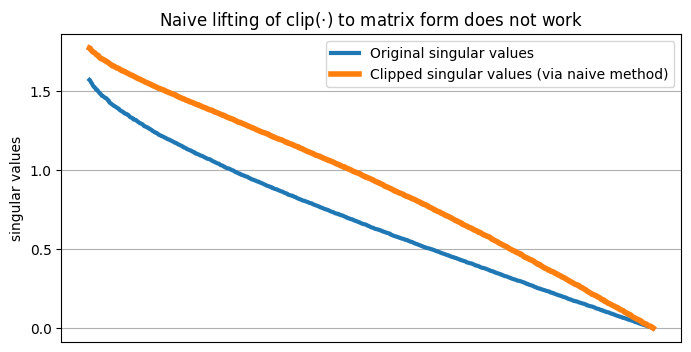 Naive lifting of clip(·) to matrix form does not work
Original singular values
Clipped singular values (via naive method)
singular values
1.5
1.0
0.5
0.0